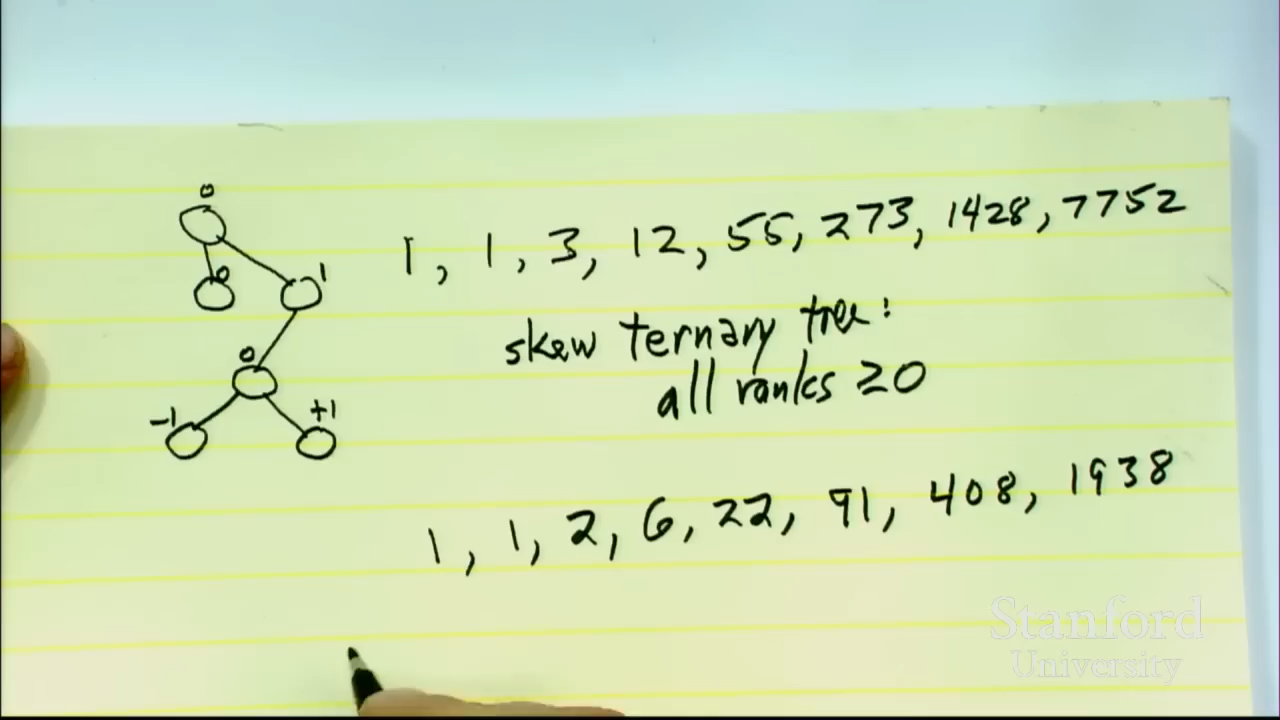 0
1, 1, 3, 12, 55, 273, 1428, 7752
0 1
skew ternary tree:
0
all ranks ≥0
-1 +1
1, 1, 2, 6, 22, 91, 408, 1938
Stanford
University